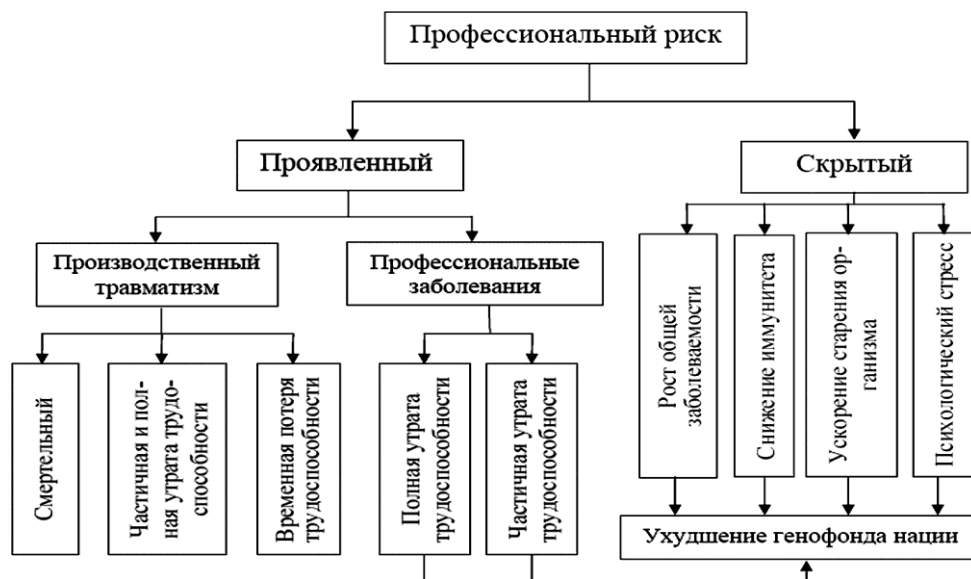 Профессиональный риск
Проявленный
Скрытый
Производственный
травматизм
Профессиональные
заболевания
Смертельный
Частичная и пол-
ная утрата трудо-
способности
Временная потеря
трудоспособности
Полная утрата
трудоспособности
Частичная утрата
трудоспособности
Рост общей
заболеваемости
Снижение иммунитета
Ускорение старения ор-
ганизма
Психологический стресс
Ухудшение генофонда нации